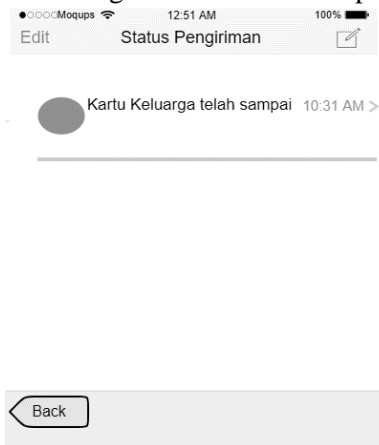 Moqups 12:51 AM 100%
Edit Status Pengiriman
Kartu Keluarga telah sampai 10:31 AM >
Back